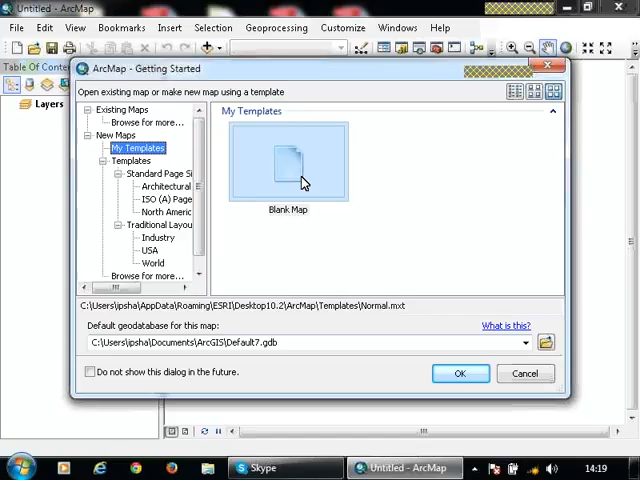 Untitled - ArcMap
File Edit View Bookmarks Insert Selection Geoprocessing Customize Windows Help
Table Of Conten
Layers
ArcMap - Getting Started
Open existing map or make new map using a template
Existing Maps
Browse for more...
New Maps
My Templates
Templates
Standard Page Si
Architectural
ISO (A) Page
North Americ
Traditional Layou
Industry
USA
World
Browse for more...
My Templates
Blank Map
C:\Users\ipsha\AppData\Roaming\ESRI\Desktop10.2\ArcMap\Templates\Normal.mxt
Default geodatabase for this map:
What is this?
C:\Users\ipsha\Documents\ArcGIS\Default7.gdb
Do not show this dialog in the future.
OK
Cancel
Skype
Untitled - ArcMap
14:19